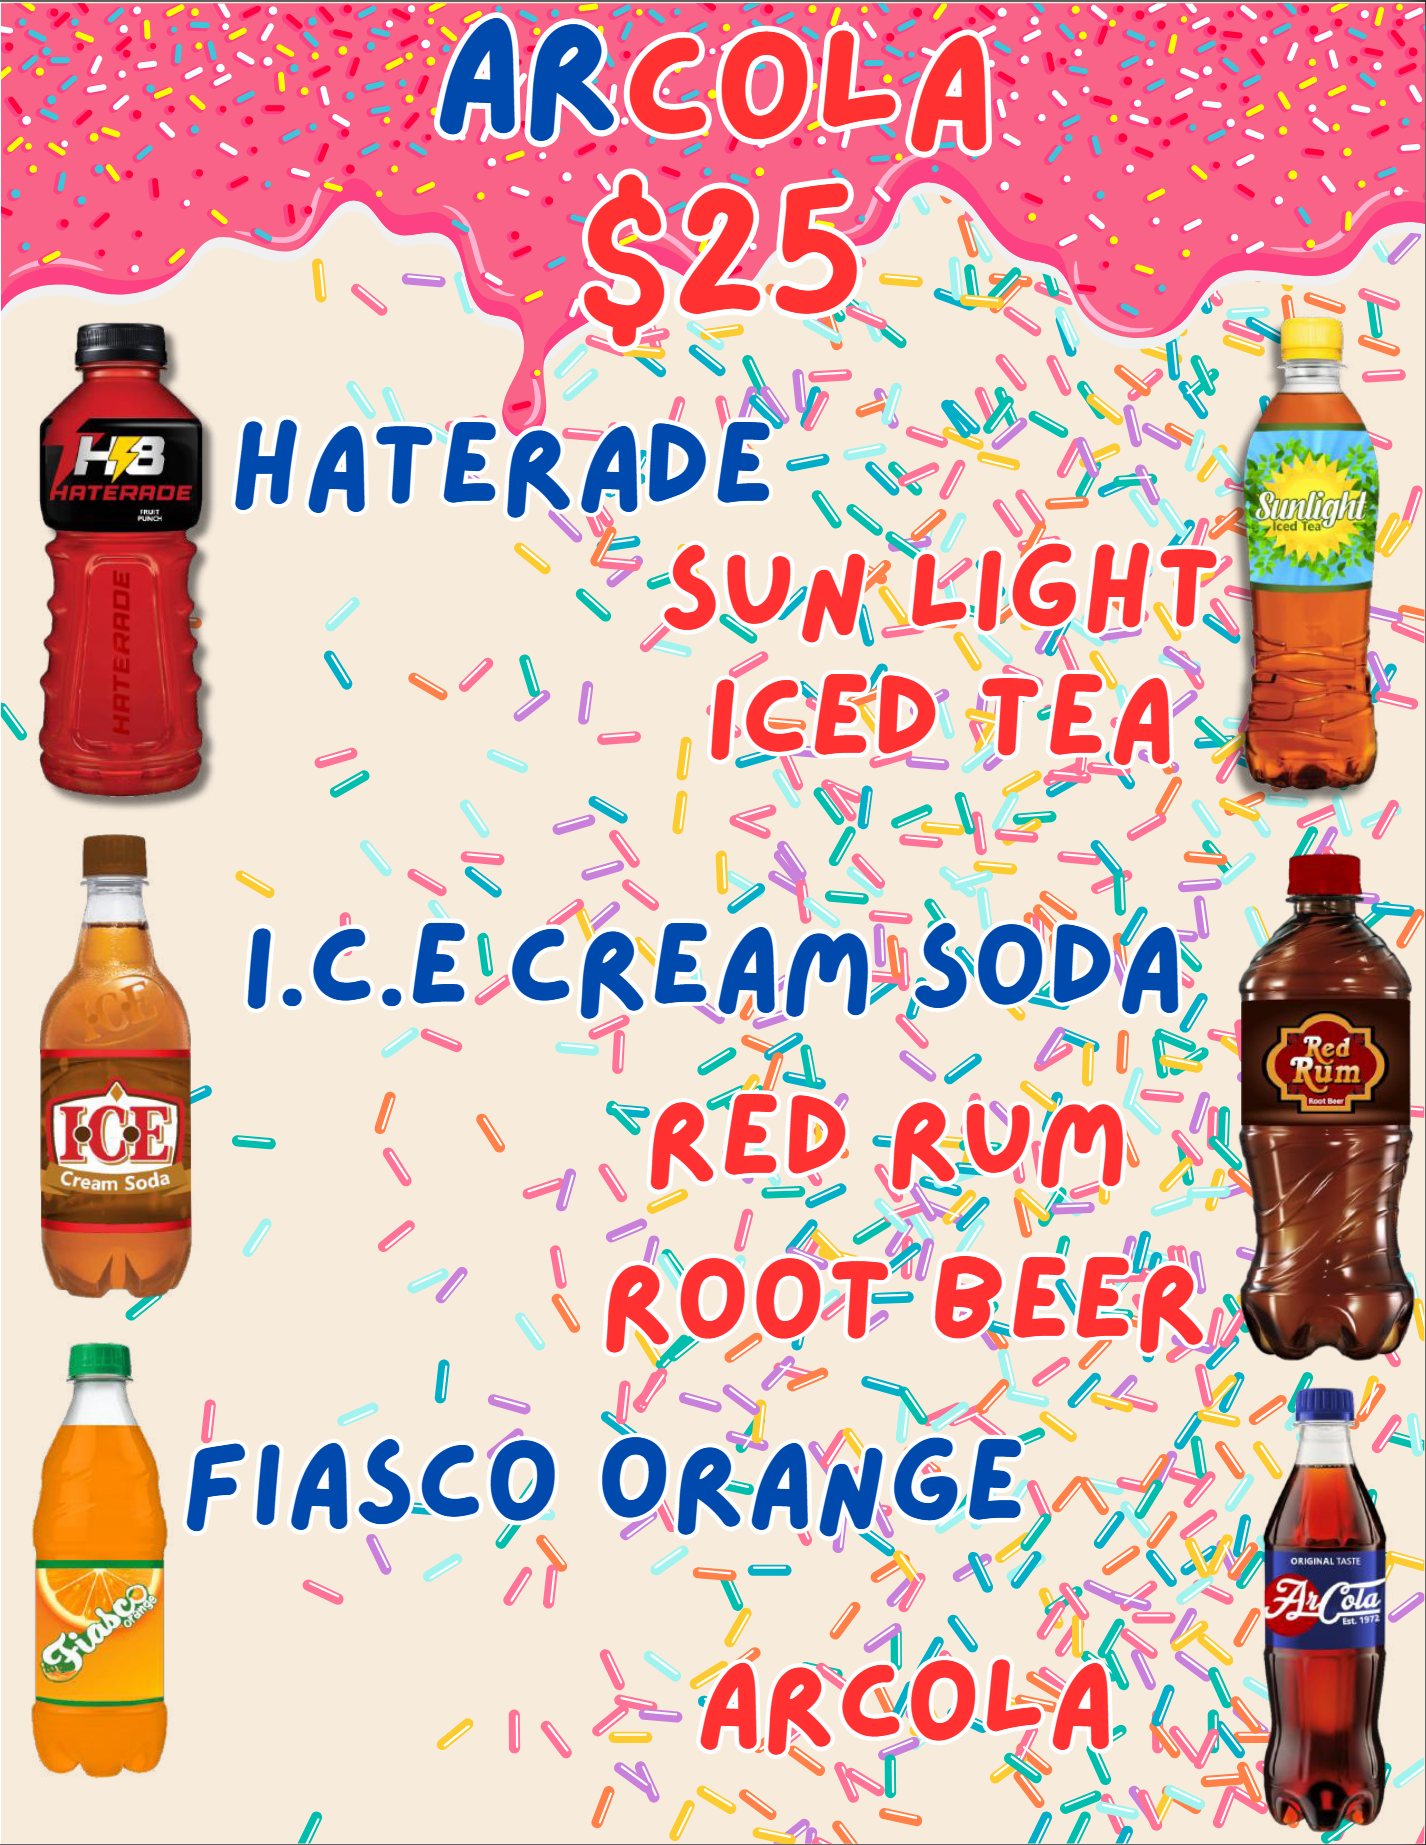 ARCOLA
$25
HB
HATERADE
FRUIT
PUNCH
HATERADE
HATERADE
Sunlight
Iced Tea
SUN LIGHT
ICED TEA
ICE
I•C•E
Cream Soda
I.C.E CREAM SODA
Red
Rum
Root Beer
RED RUM
ROOT BEER
Fiasco
orange
FIASCO ORANGE
ORIGINAL TASTE
ArCola
Est. 1972
ARCOLA